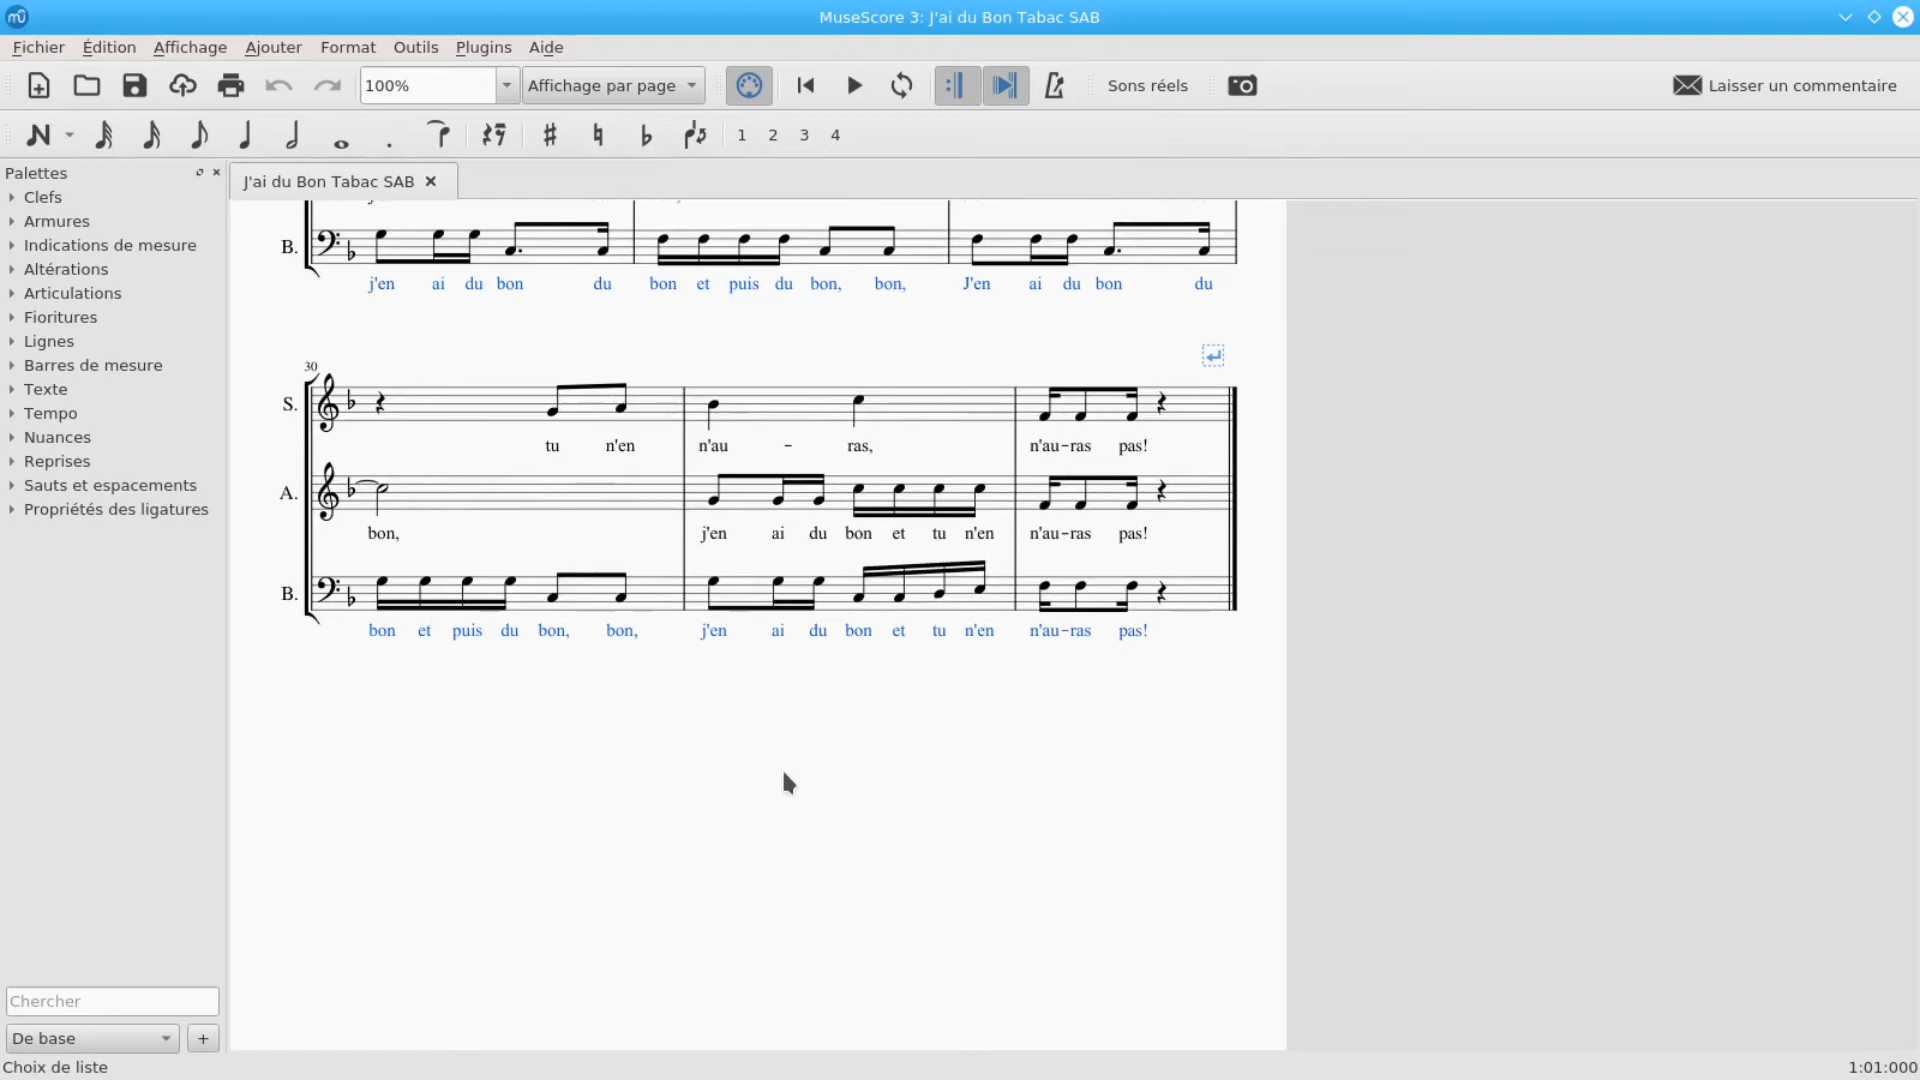 MuseScore 3: J'ai du Bon Tabac SAB
Fichier Édition Affichage Ajouter Format Outils Plugins Aide
100% Affichage par page Sons réels Laisser un commentaire
1 2 3 4
Palettes
Clefs
Armures
Indications de mesure
Altérations
Articulations
Fioritures
Lignes
Barres de mesure
Texte
Tempo
Nuances
Reprises
Sauts et espacements
Propriétés des ligatures
Chercher
De base +
Choix de liste
J'ai du Bon Tabac SAB
B.
j'en ai du bon du bon et puis du bon, bon, J'en ai du bon du
30
S.
tu n'en n'au - ras, n'au-ras pas!
A.
bon, j'en ai du bon et tu n'en n'au-ras pas!
B.
bon et puis du bon, bon, j'en ai du bon et tu n'en n'au-ras pas!
1:01:000